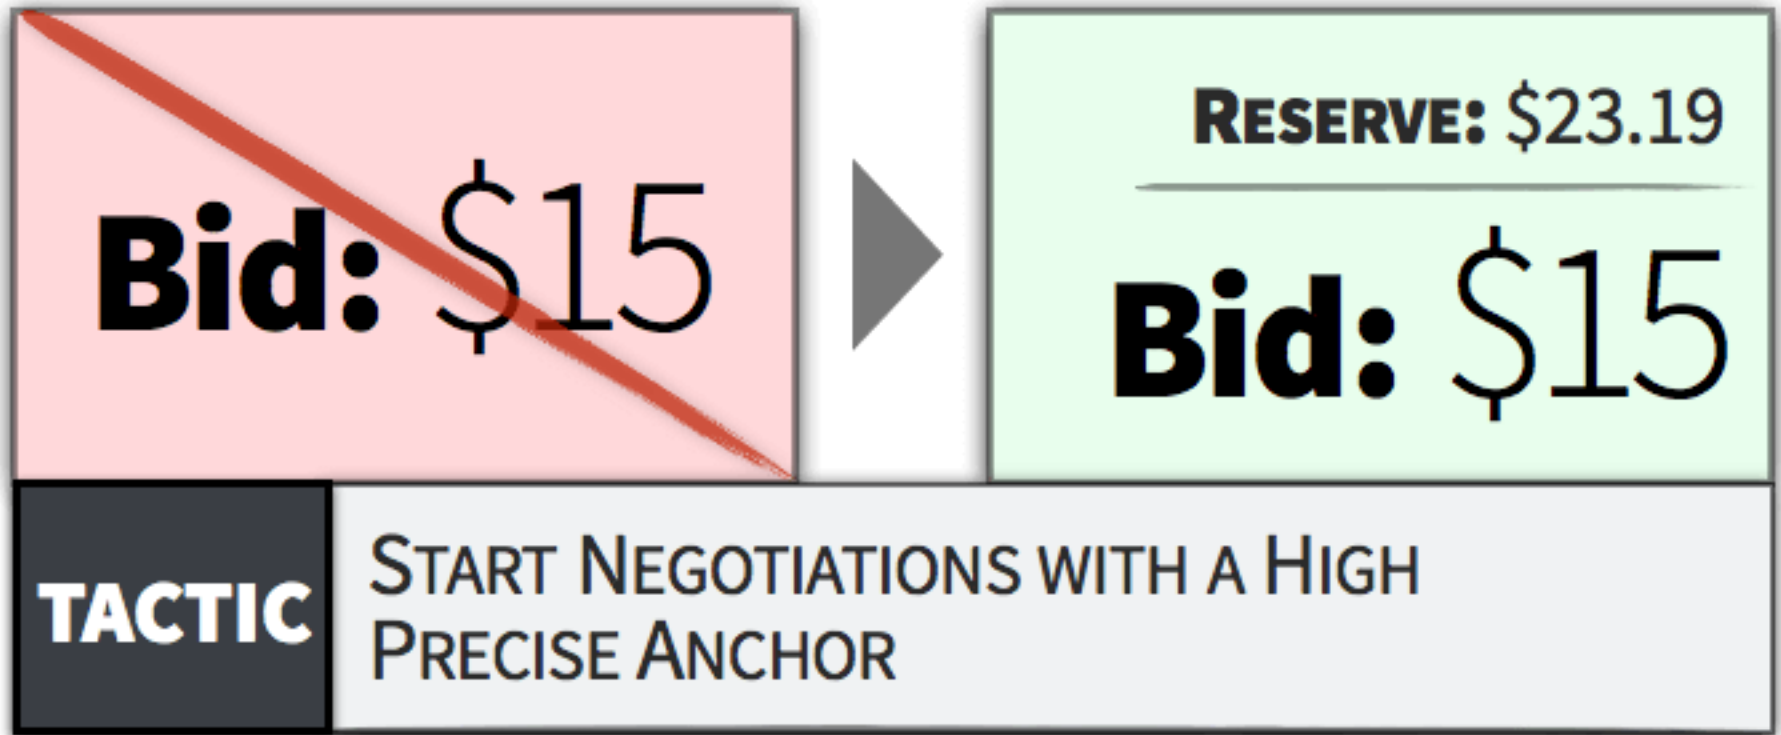 Bid: $15
RESERVE: $23.19
Bid: $15
TACTIC
START NEGOTIATIONS WITH A HIGH
PRECISE ANCHOR